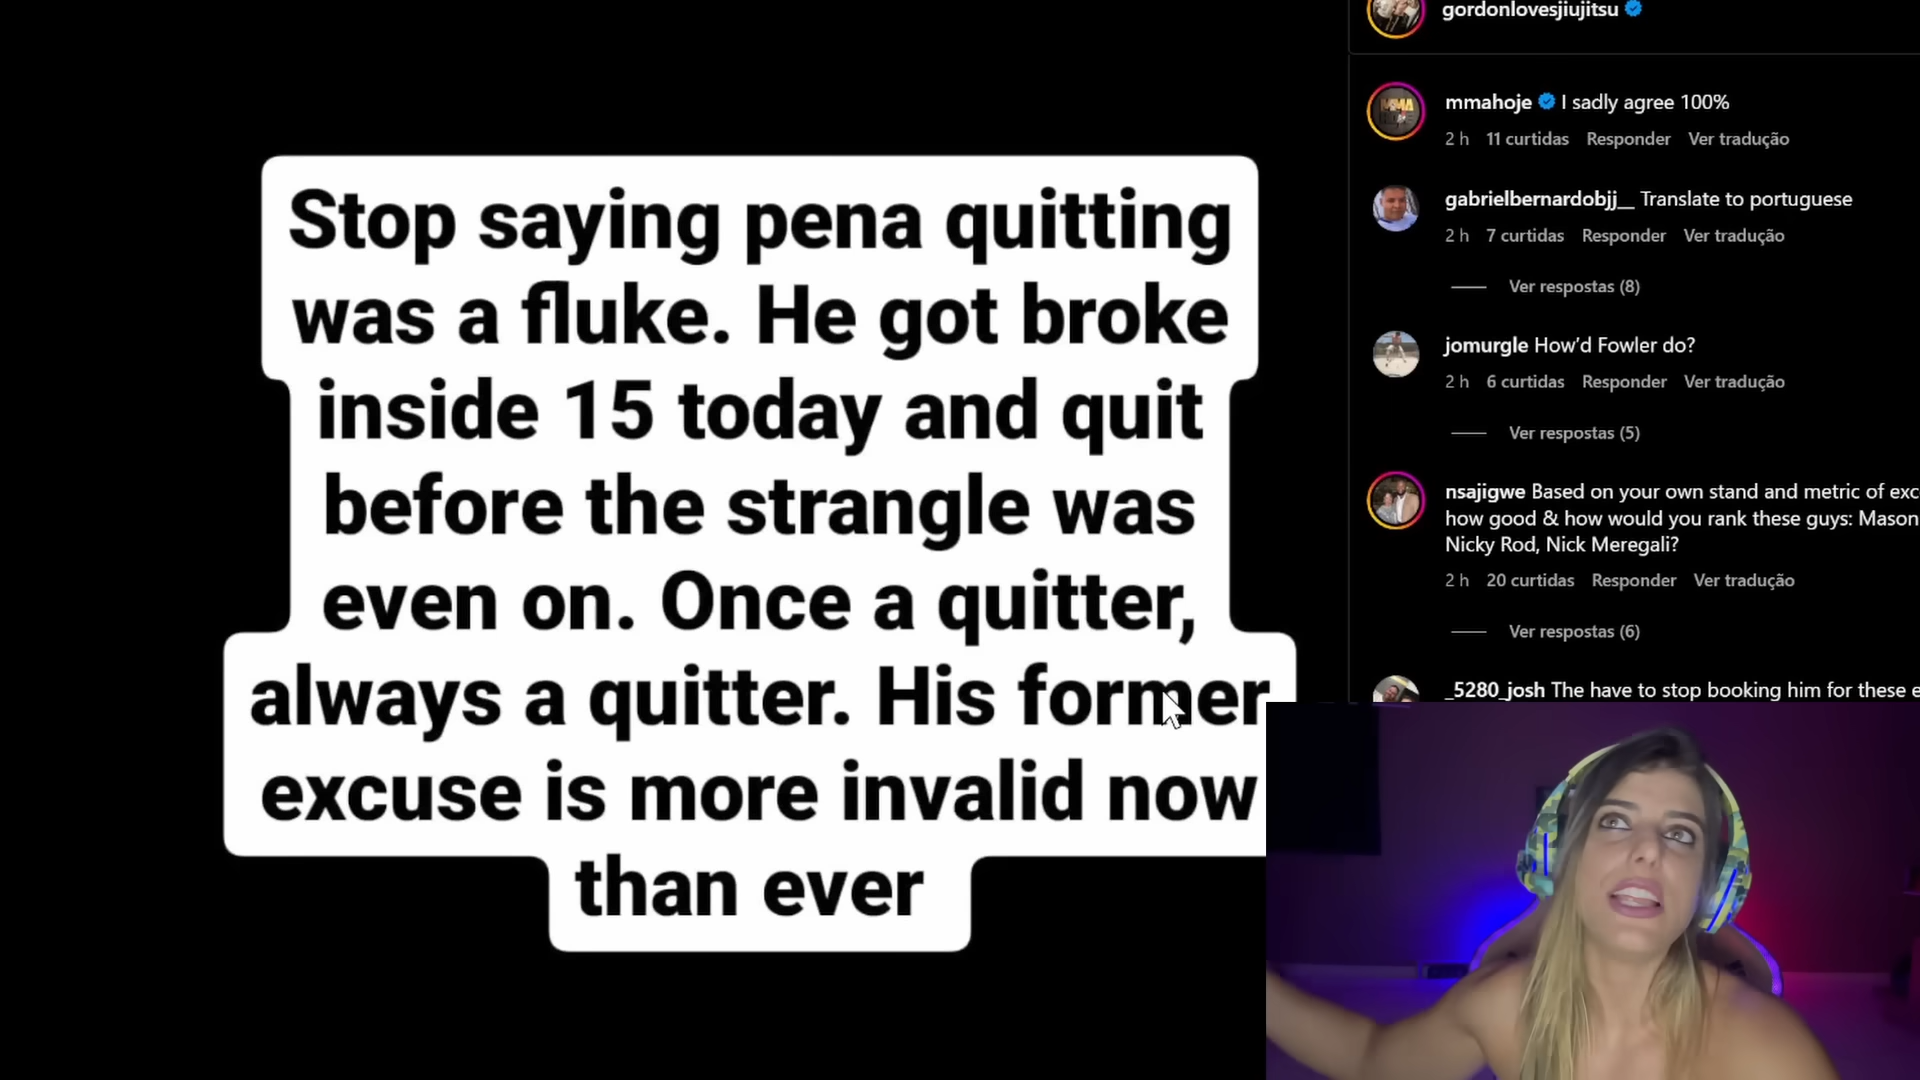 Stop saying pena quitting
was a fluke. He got broke
inside 15 today and quit
before the strangle was
even on. Once a quitter,
always a quitter. His former
excuse is more invalid now
than ever
gordonlovesjiujitsu
mmahoje I sadly agree 100%
2 h 11 curtidas Responder Ver tradução
gabrielbernardobjj__ Translate to portuguese
2 h 7 curtidas Responder Ver tradução
Ver respostas (8)
jomurgle How’d Fowler do?
2 h 6 curtidas Responder Ver tradução
Ver respostas (5)
nsajigwe Based on your own stand and metric of exc
how good & how would you rank these guys: Mason
Nicky Rod, Nick Meregali?
2 h 20 curtidas Responder Ver tradução
Ver respostas (6)
_5280_josh The have to stop booking him for these e